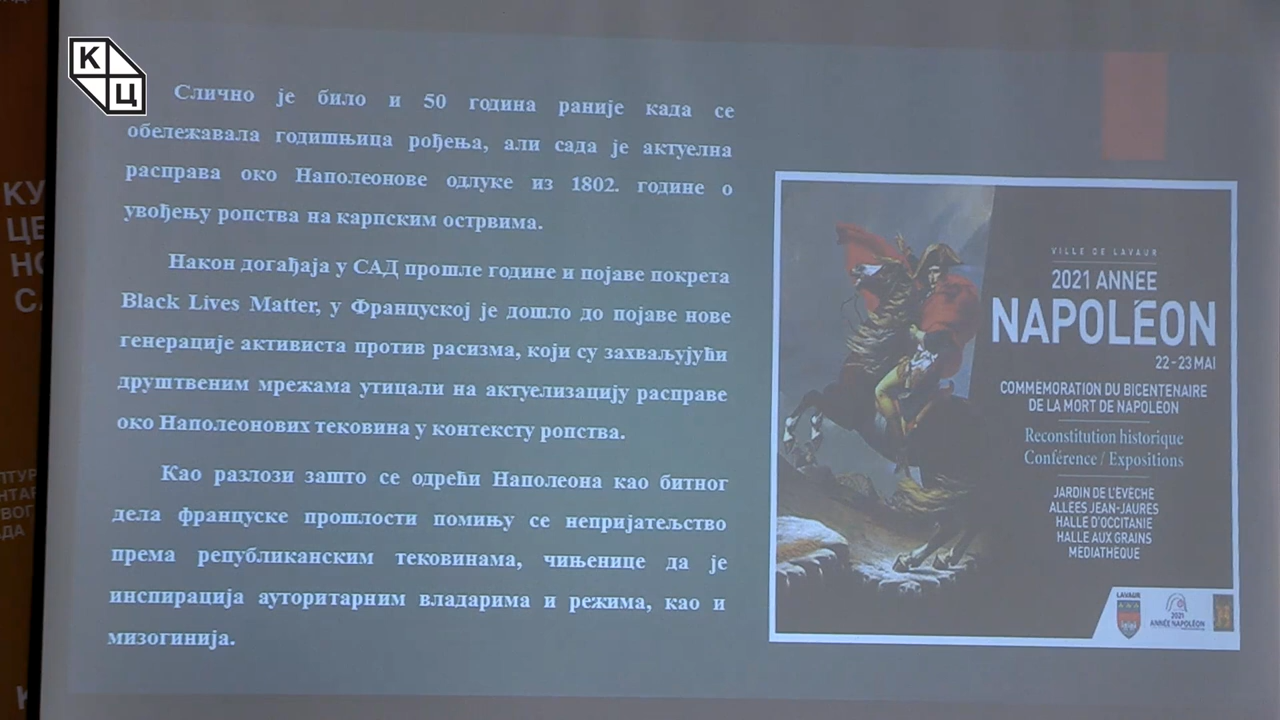 К
Ц
Слично је било и 50 година раније када се
обележавала годишњица рођења, али сада је актуелна
расправа око Наполеонове одлуке из 1802. године о
увођењу ропства на карпским острвима.
Након догађаја у САД прошле године и појаве покрета
Black Lives Matter, у Француској је дошло до појаве нове
генерације активиста против расизма, који су захваљујући
друштвеним мрежама утицали на актуелизацију расправе
око Наполеонових тековина у контексту ропства.
Као разлози зашто се одрећи Наполеона као битног
дела француске прошлости помињу се непријатељство
према републиканским тековинама, чињенице да је
инспирација ауторитарним владарима и режима, као и
мизогинија.
VILLE DE LAVAUR
2021 ANNÉE
NAPOLÉON
22-23 MAI
COMMEMORATION DU BICENTENAIRE
DE LA MORT DE NAPOLEON
Reconstitution historique
Conférence / Expositions
JARDIN DE L'EVÊCHE
ALLÉES JEAN-JAURÈS
HALLE D'OCCITANIE
HALLE AUX GRAINS
MEDIATHEQUE
LAVAUR
2021
ANNÉE NAPOLÉON
КУ
ЦЕ
НО
СА